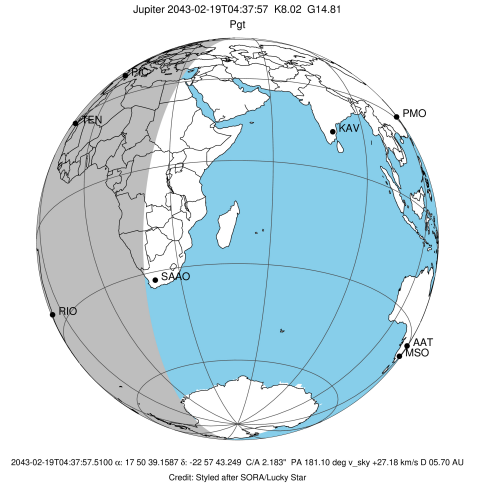 Jupiter 2043-02-19T04:37:57 K8.02 G14.81
Pgt
PIC
TEN
PMO
KAV
SAAO
RIO
AAT
MSO
2043-02-19T04:37:57.5100 α: 17 50 39.1587 δ: -22 57 43.249 C/A 2.183" PA 181.10 deg v_sky +27.18 km/s D 05.70 AU
Credit: Styled after SORA/Lucky Star